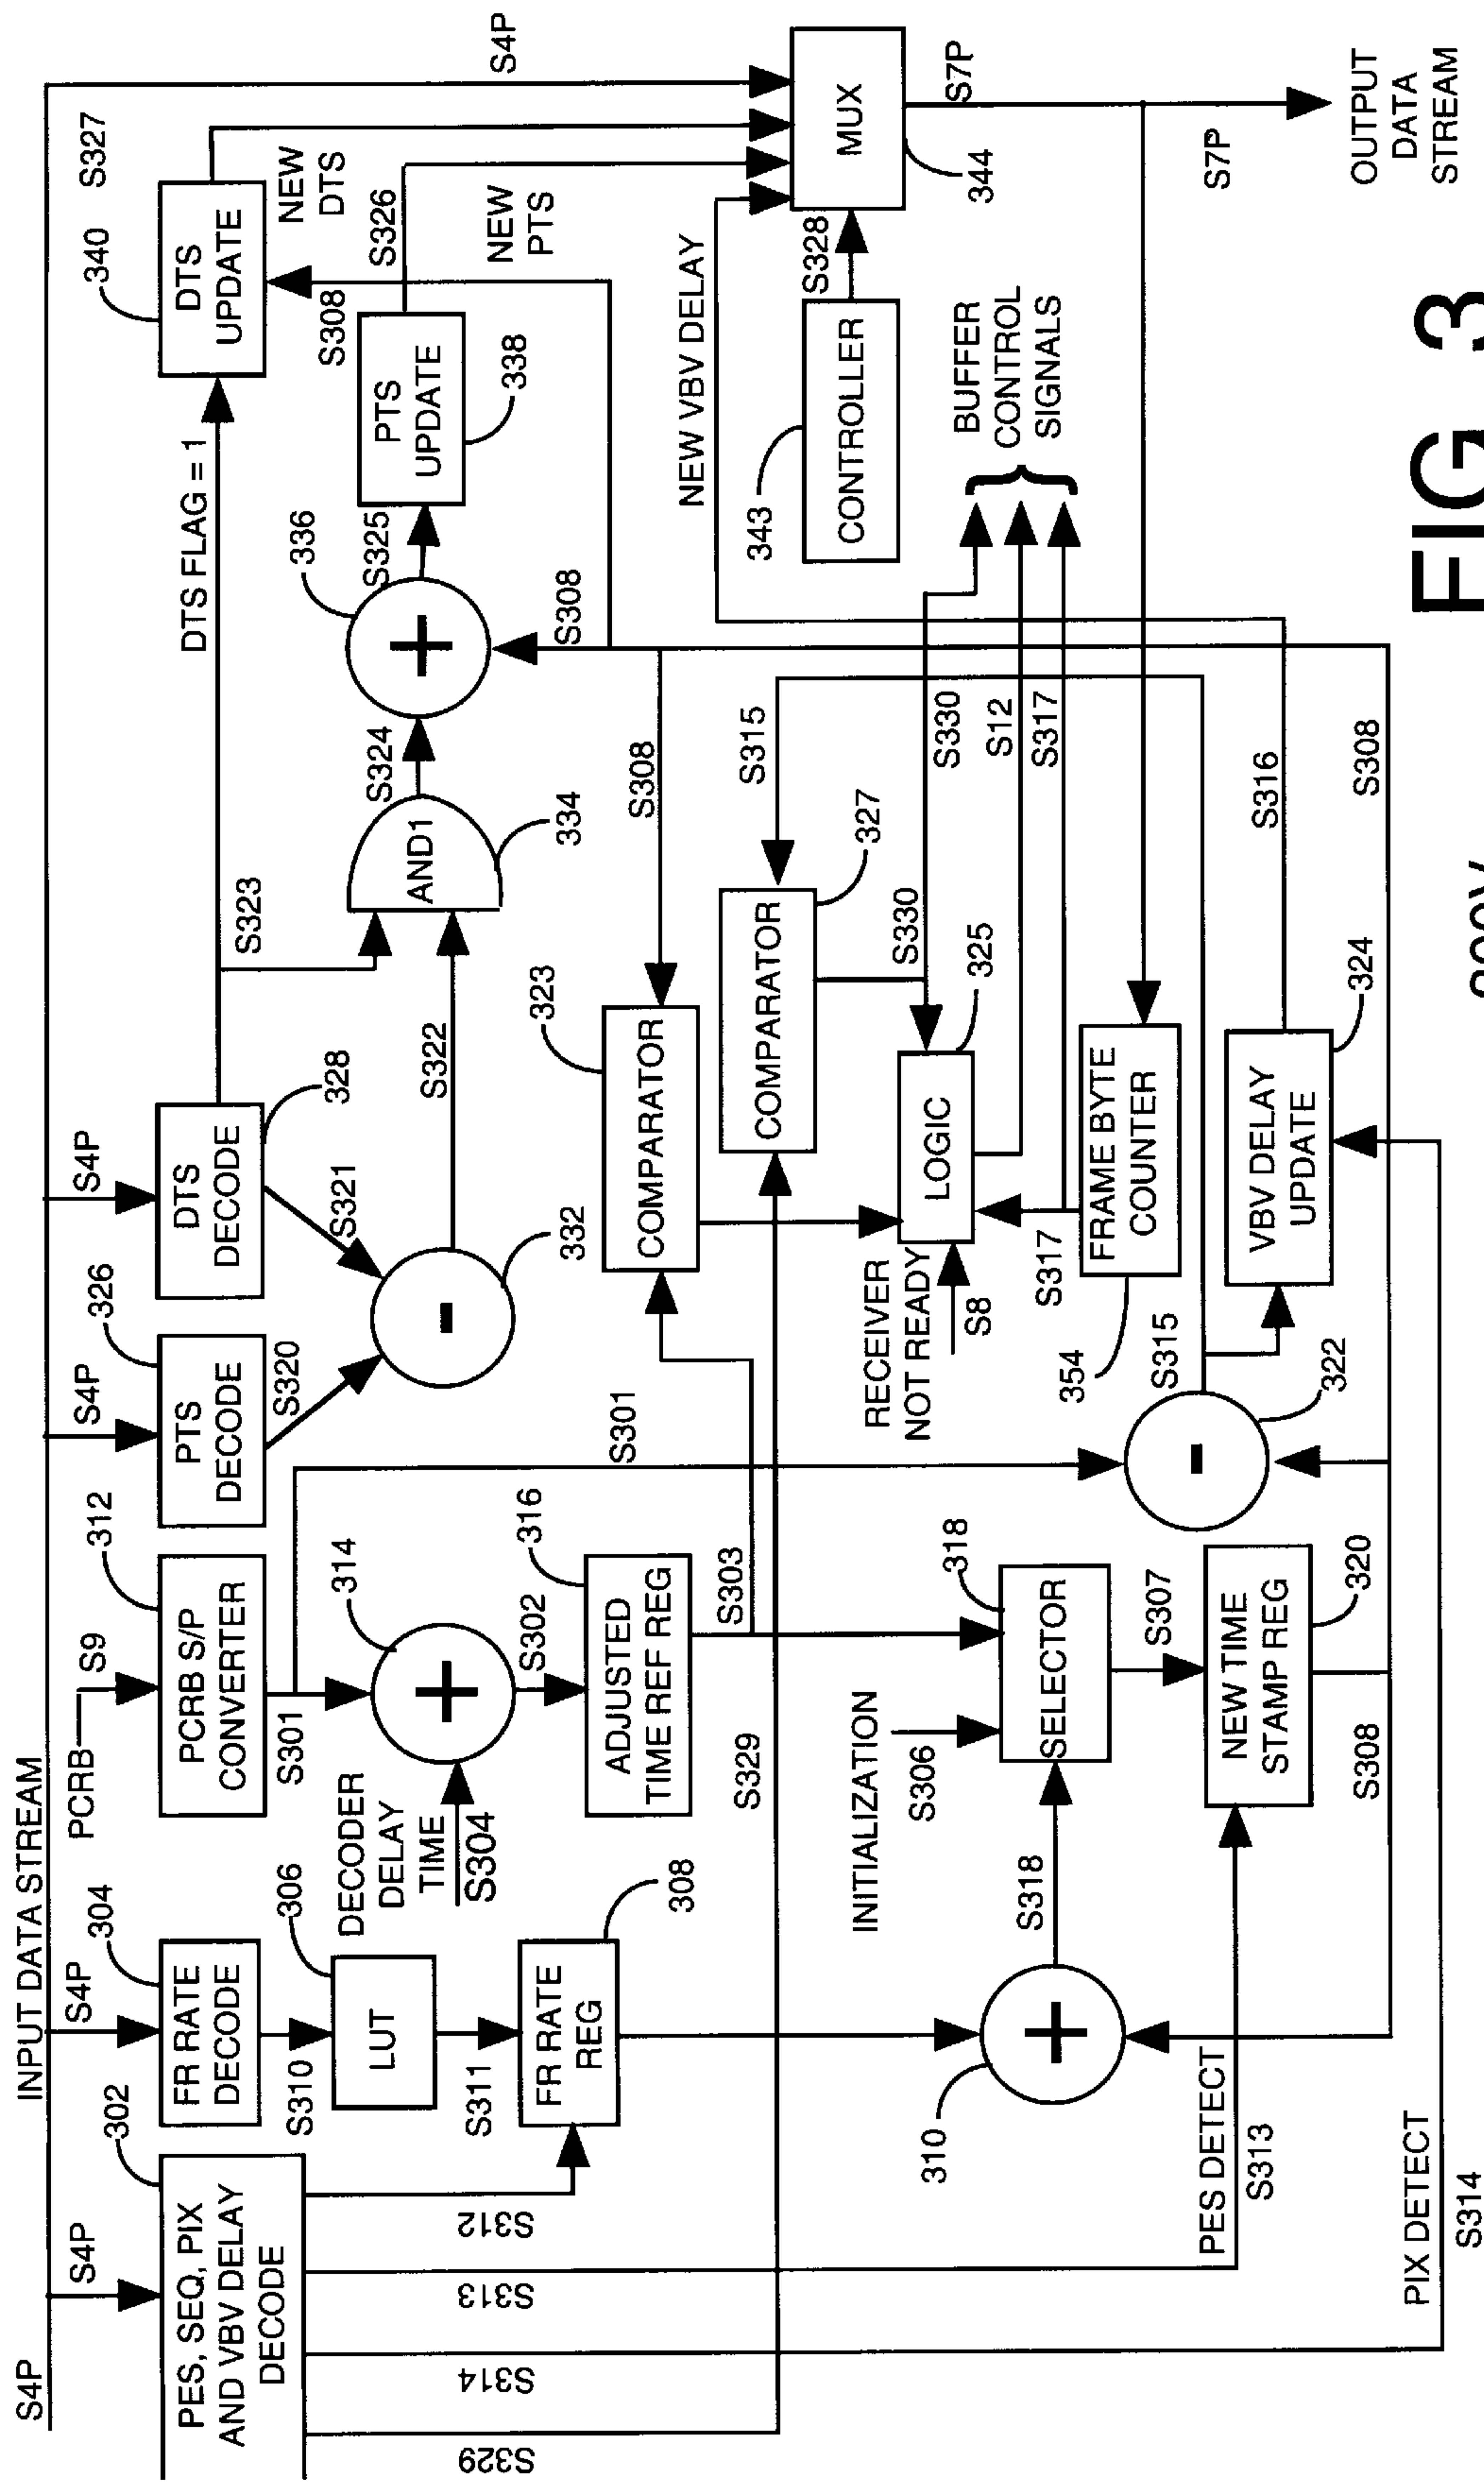 S4P
INPUT DATA STREAM
S4P
302
PES, SEQ, PIX
AND VBV DELAY
DECODE
S329
S314
S313
S312
S4P
304
FR RATE
DECODE
S310
306
LUT
S311
308
FR RATE
REG
PCRB
S9
312
PCRB S/P
CONVERTER
S301
314
+
DECODER
DELAY
TIME
S304
S302
316
ADJUSTED
TIME REF REG
S303
S301
S329
S4P
326
PTS
DECODE
S320
S4P
328
DTS
DECODE
S321
-
332
S322
S323
DTS FLAG = 1
AND1
334
S324
336
+
S325
S308
PTS
UPDATE
338
S308
340
DTS
UPDATE
S327
NEW
DTS
S326
NEW
PTS
S4P
323
COMPARATOR
S308
COMPARATOR
327
S315
S330
S330
RECEIVER
NOT READY
S8
LOGIC
325
S12
S317
S317
354
FRAME BYTE
COUNTER
BUFFER
CONTROL
SIGNALS
NEW VBV DELAY
343
CONTROLLER
S328
MUX
344
S7P
S7P
OUTPUT
DATA
STREAM
INITIALIZATION
S306
318
SELECTOR
S318
310
+
S307
NEW TIME
STAMP REG
320
S308
PES DETECT
S313
PIX DETECT
S314
-
322
S315
VBV DELAY
UPDATE
324
S316
S308
FIG 3